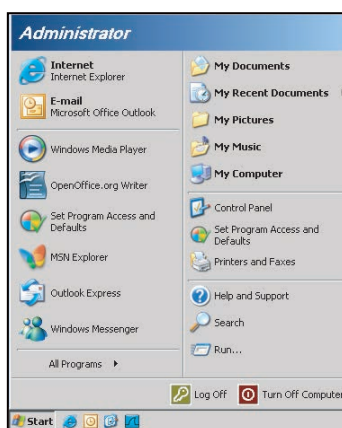 Administrator
Internet
Internet Explorer
E-mail
Microsoft Office Outlook
Windows Media Player
OpenOffice.org Writer
Set Program Access and
Defaults
MSN Explorer
Outlook Express
Windows Messenger
All Programs
My Documents
My Recent Documents
My Pictures
My Music
My Computer
Control Panel
Set Program Access and
Defaults
Printers and Faxes
Help and Support
Search
Run...
Log Off
Turn Off Computer
Start